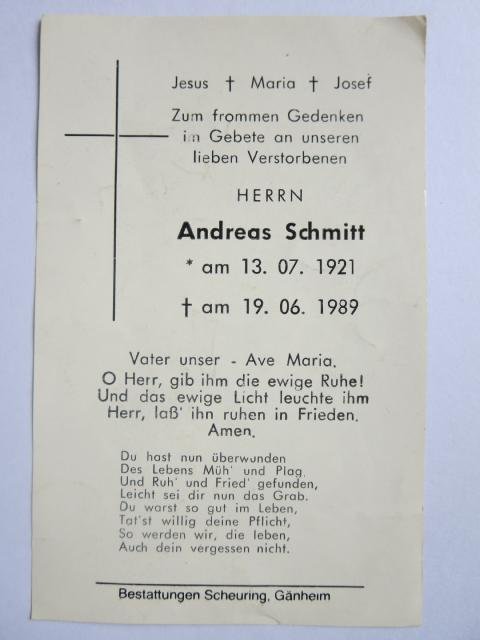 Jesus † Maria † Josef
Zum frommen Gedenken
im Gebete an unseren
lieben Verstorbenen
HERRN
Andreas Schmitt
* am 13. 07. 1921
† am 19. 06. 1989
Vater unser - Ave Maria.
O Herr, gib ihm die ewige Ruhe!
Und das ewige Licht leuchte ihm
Herr, laß' ihn ruhen in Frieden.
Amen.
Du hast nun überwunden
Des Lebens Müh' und Plag,
Und Ruh' und Fried' gefunden,
Leicht sei dir nun das Grab.
Du warst so gut im Leben,
Tat'st willig deine Pflicht,
So werden wir, die leben,
Auch dein vergessen nicht.
Bestattungen Scheuring, Gänheim